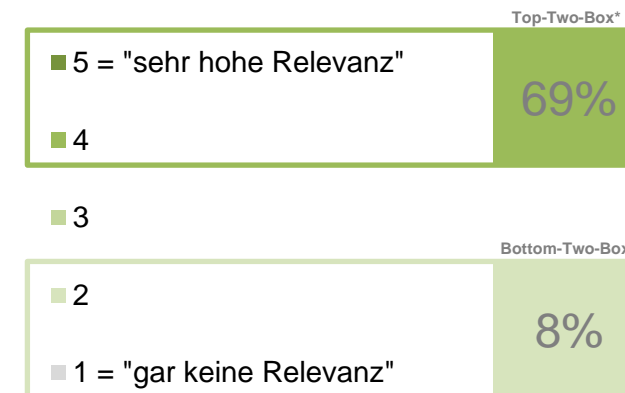 Top-Two-Box*
5 = "sehr hohe Relevanz"
69%
4
3
Bottom-Two-Box
2
8%
1 = "gar keine Relevanz"